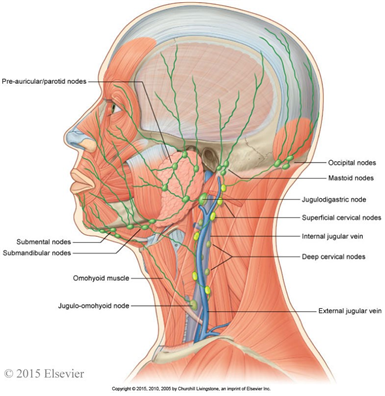 Pre-auricular/parotid nodes
Occipital nodes
Mastoid nodes
Jugulodigastric node
Superficial cervical nodes
Submental nodes
Internal jugular vein
Submandibular nodes
Deep cervical nodes
Omohyoid muscle
Jugulo-omohyoid node
External jugular vein
© 2015 Elsevier
Copyright © 2015, 2010, 2005 by Churchill Livingstone, an imprint of Elsevier Inc.